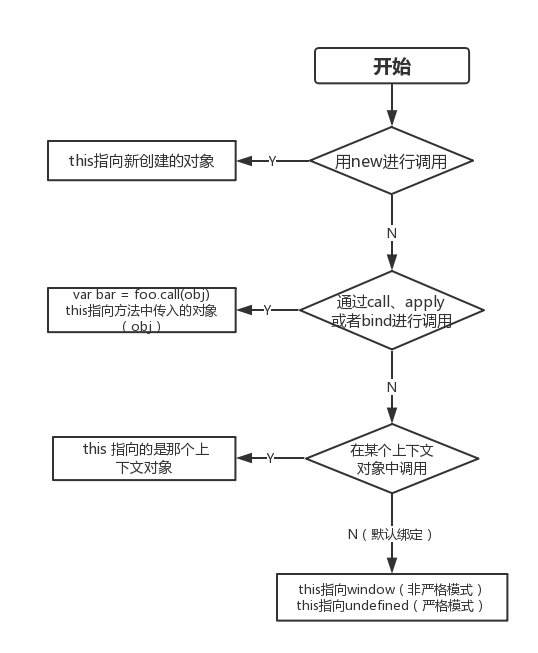 开始
用new进行调用
Y
this指向新创建的对象
N
通过call、apply
或者bind进行调用
Y
var bar = foo.call(obj)
this指向方法中传入的对象
（obj）
N
在某个上下文
对象中调用
Y
this 指向的是那个上
下文对象
N（默认绑定）
this指向window（非严格模式）
this指向undefined（严格模式）